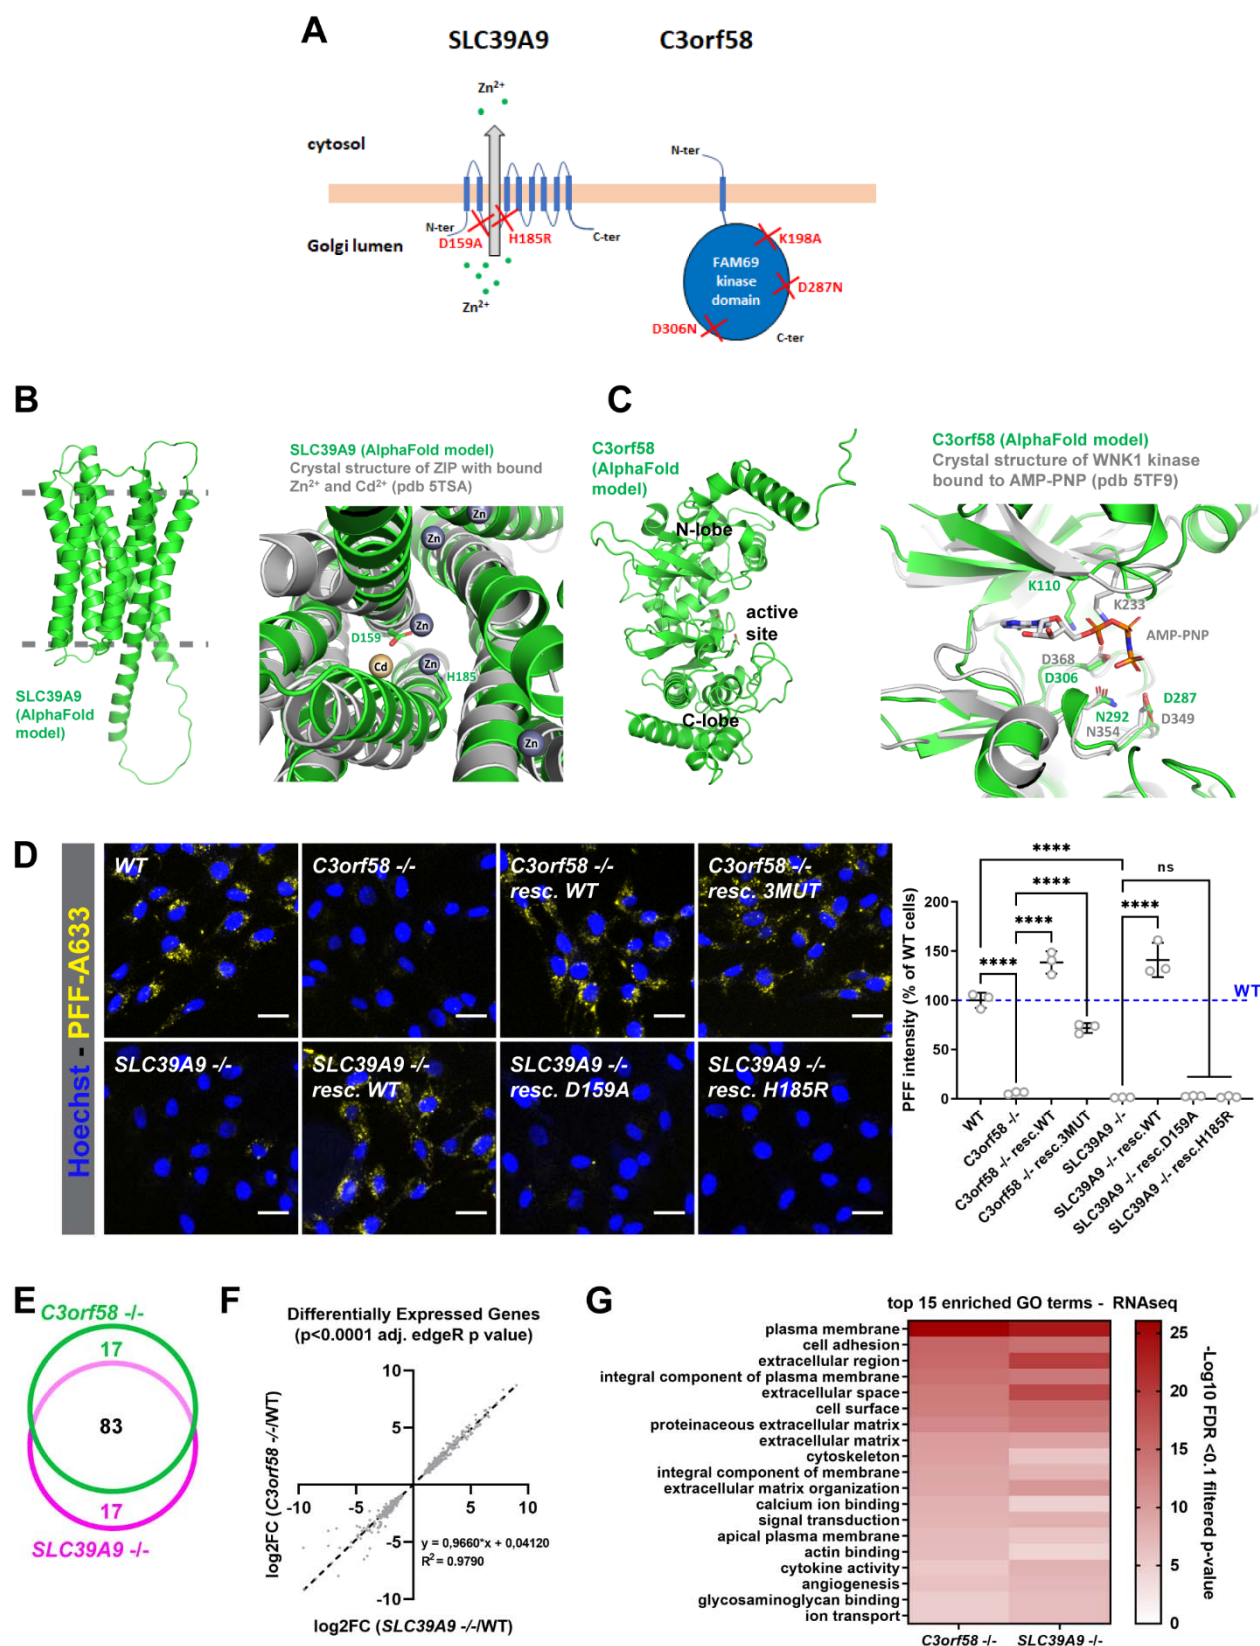 A
SLC39A9
C3orf58
Zn2+
cytosol
N-ter
N-ter
D159A
H185R
C-ter
Golgi lumen
Zn2+
K198A
FAM69
kinase
domain
D287N
D306N
C-ter
B
SLC39A9 (AlphaFold model)
Crystal structure of ZIP with bound
Zn2+ and Cd2+ (pdb 5TSA)
Zn
Zn
D159
Zn
Cd
Zn
H185
Zn
SLC39A9
(AlphaFold
model)
C
C3orf58
(AlphaFold
model)
N-lobe
active
site
C-lobe
C3orf58 (AlphaFold model)
Crystal structure of WNK1 kinase
bound to AMP-PNP (pdb 5TF9)
K110
K233
AMP-PNP
D368
D306
D287
N292
D349
N354
D
Hoechst - PFF-A633
WT
C3orf58 -/-
C3orf58 -/-
resc. WT
C3orf58 -/-
resc. 3MUT
SLC39A9 -/-
SLC39A9 -/-
resc. WT
SLC39A9 -/-
resc. D159A
SLC39A9 -/-
resc. H185R
PFF intensity (% of WT cells)
200
150
100
50
0
****
****
****
****
****
ns
WT
WT
C3orf58 -/-
C3orf58 -/- resc.WT
C3orf58 -/- resc.3MUT
SLC39A9 -/-
SLC39A9 -/- resc.WT
SLC39A9 -/- resc.D159A
SLC39A9 -/- resc.H185R
E
C3orf58 -/-
17
83
17
SLC39A9 -/-
F
Differentially Expressed Genes
(p<0.0001 adj. edgeR p value)
log2FC (C3orf58 -/-/WT)
10
5
-10
-5
0
5
10
-5
-10
y = 0,9660*x + 0,04120
R2 = 0.9790
log2FC (SLC39A9 -/-/WT)
G
top 15 enriched GO terms - RNAseq
plasma membrane
cell adhesion
extracellular region
integral component of plasma membrane
extracellular space
cell surface
proteinaceous extracellular matrix
extracellular matrix
cytoskeleton
integral component of membrane
extracellular matrix organization
calcium ion binding
signal transduction
apical plasma membrane
actin binding
cytokine activity
angiogenesis
glycosaminoglycan binding
ion transport
C3orf58 -/-
SLC39A9 -/-
25
20
15
10
5
0
-Log10 FDR <0.1 filtered p-value